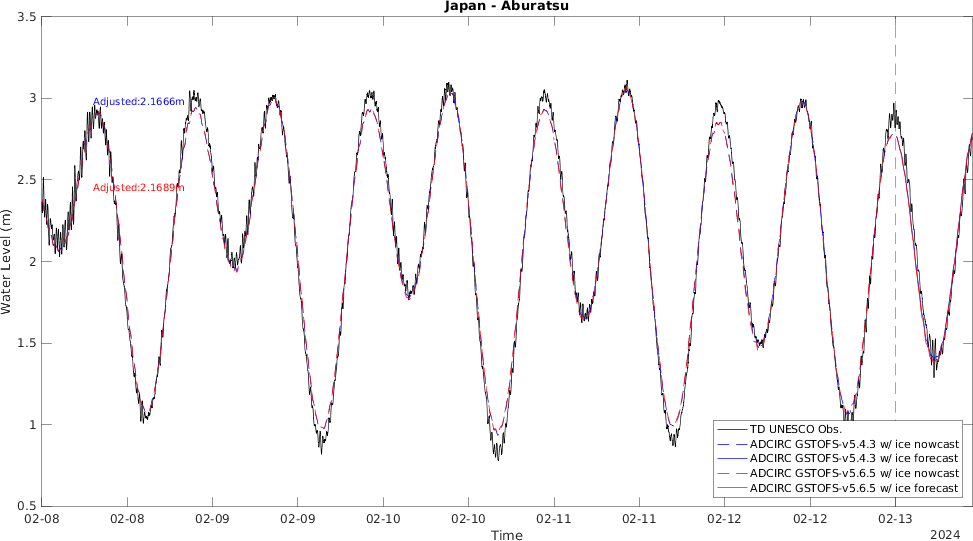 Japan - Aburatsu
3.5
3
2.5
2
1.5
1
0.5
Water Level (m)
Adjusted:2.1666m
Adjusted:2.1689m
TD UNESCO Obs.
ADCIRC GSTOFS-v5.4.3 w/ ice nowcast
ADCIRC GSTOFS-v5.4.3 w/ ice forecast
ADCIRC GSTOFS-v5.6.5 w/ ice nowcast
ADCIRC GSTOFS-v5.6.5 w/ ice forecast
02-08 02-08 02-09 02-09 02-10 02-10 02-11 02-11 02-12 02-12 02-13
Time
2024